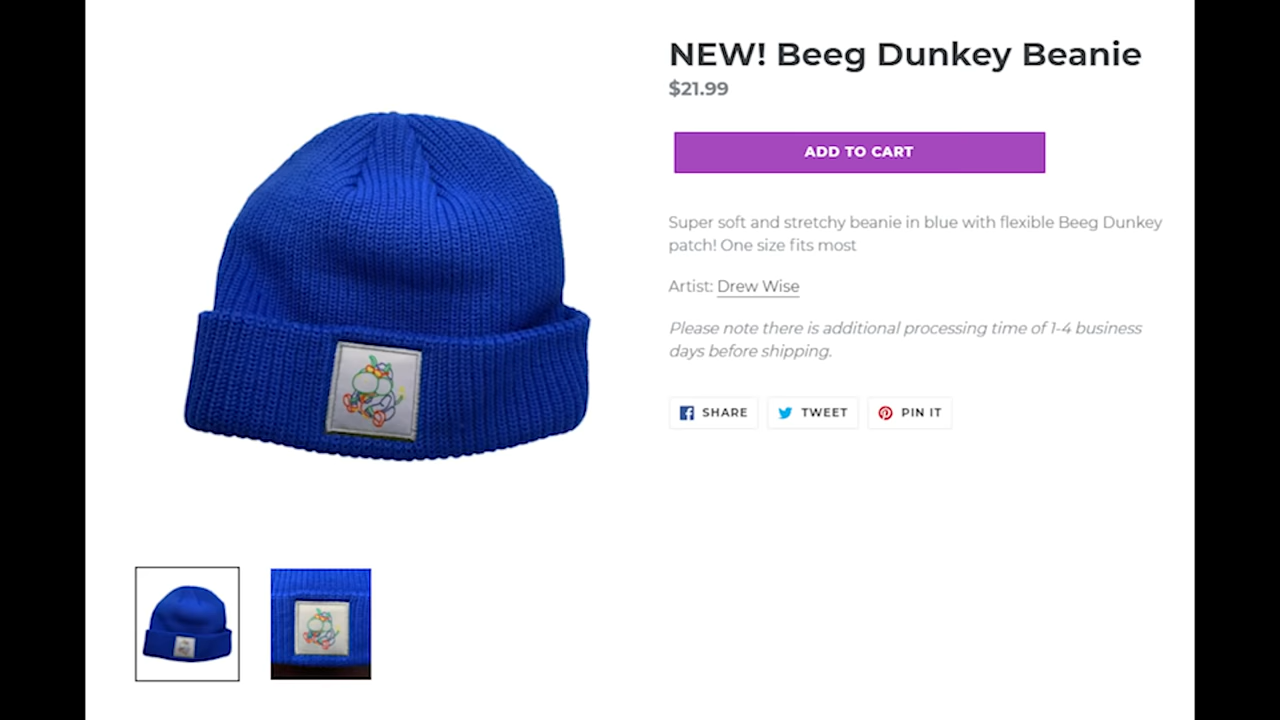 NEW! Beeg Dunkey Beanie
$21.99
ADD TO CART
Super soft and stretchy beanie in blue with flexible Beeg Dunkey
patch! One size fits most
Artist: Drew Wise
Please note there is additional processing time of 1-4 business
days before shipping.
SHARE
TWEET
PIN IT